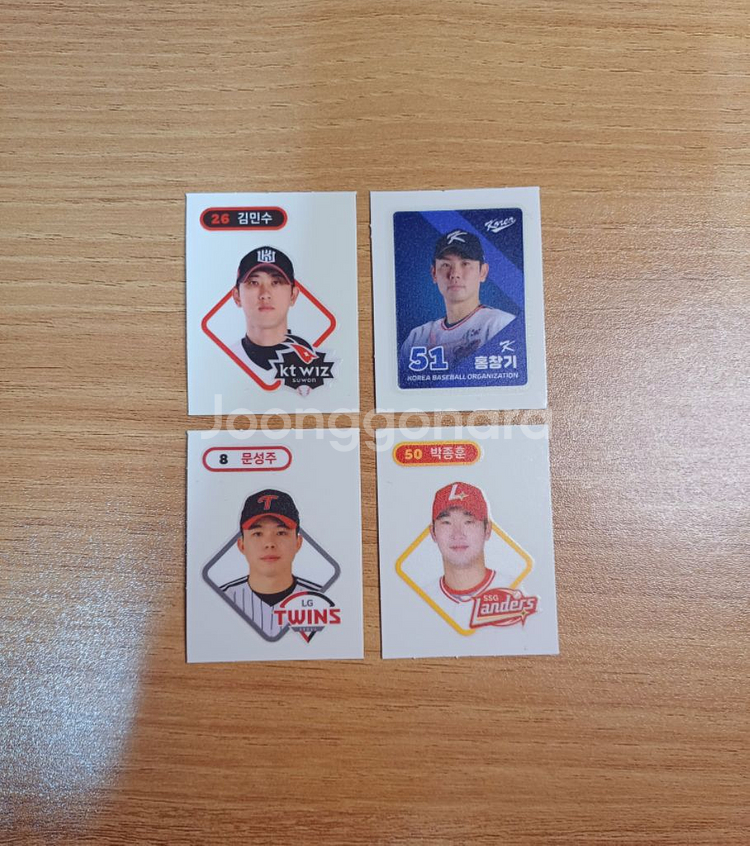 26 김민수
kt wiz
suwon
Korea
K
51 홍창기
KOREA BASEBALL ORGANIZATION
Joonggonara
8 문성주
T
LG
TWINS
SEOUL
50 박종훈
L
SSG
Landers